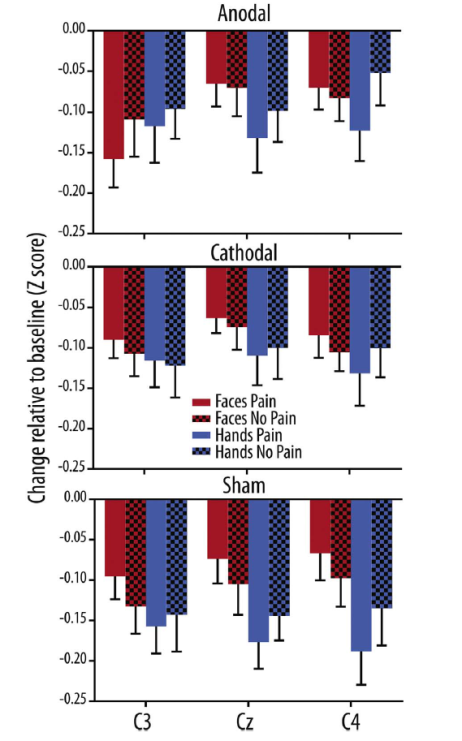 Anodal
0.00
-0.05
-0.10
-0.15
-0.20
-0.25
Cathodal
0.00
-0.05
-0.10
-0.15
-0.20
-0.25
Faces Pain
Faces No Pain
Hands Pain
Hands No Pain
Sham
0.00
-0.05
-0.10
-0.15
-0.20
-0.25
C3 Cz C4
Change relative to baseline (Z score)